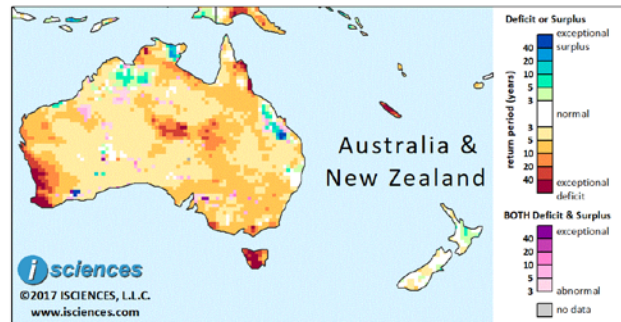 Deficit or Surplus
exceptional
surplus
40
20
10
5
3
normal
3
5
10
20
40
exceptional
deficit
return period (years)
Australia &
New Zealand
BOTH Deficit & Surplus
exceptional
40
20
10
5
3
abnormal
no data
i sciences
©2017 ISCIENCES, L.L.C.
www.isciences.com